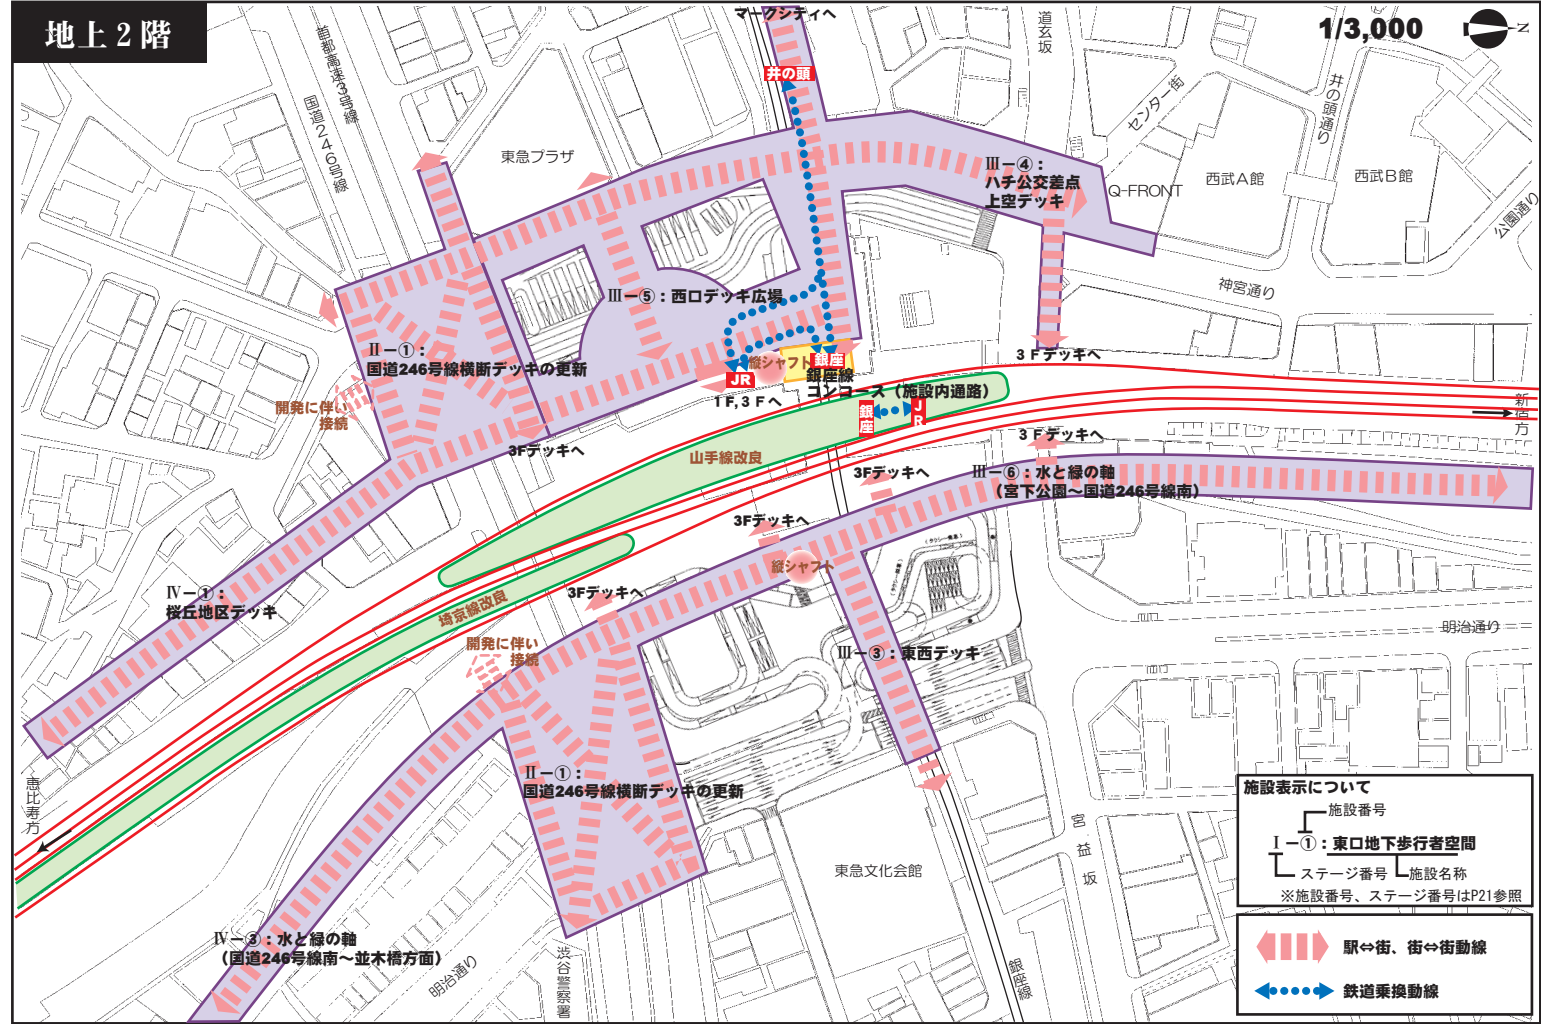 地上２階
マークシティへ
道玄坂
1/3,000
N
首都高速3号線
国道246号線
井の頭
井の頭通り
センター街
東急プラザ
Ⅲ－④：
ハチ公交差点
上空デッキ
Q-FRONT
西武A館
西武B館
公園通り
神宮通り
Ⅲ－⑤：西口デッキ広場
Ⅱ－①：
国道246号線横断デッキの更新
縦シャフト
銀座
JR
銀座線
コンコース（施設内通路）
3Ｆデッキへ
開発に伴い
接続
1F,3Ｆへ
銀座
JR
新宿方
3Fデッキへ
山手線改良
3Ｆデッキへ
3Fデッキへ
Ⅲ－⑥：水と緑の軸
（宮下公園～国道246号線南）
3Fデッキへ
縦シャフト
（タクシー乗場）
Ⅳ－①：
桜丘地区デッキ
3Fデッキへ
埼京線改良
開発に伴い
接続
明治通り
Ⅲ－③：東西デッキ
Ⅱ－①：
国道246号線横断デッキの更新
恵比寿方
宮益坂
東急文化会館
施設表示について
施設番号
Ⅰ－①：東口地下歩行者空間
ステージ番号
施設名称
※施設番号、ステージ番号はP21参照
Ⅳ－③：水と緑の軸
（国道246号線南～並木橋方面）
明治通り
渋谷警察署
銀座線
駅⇔街、街⇔街動線
鉄道乗換動線